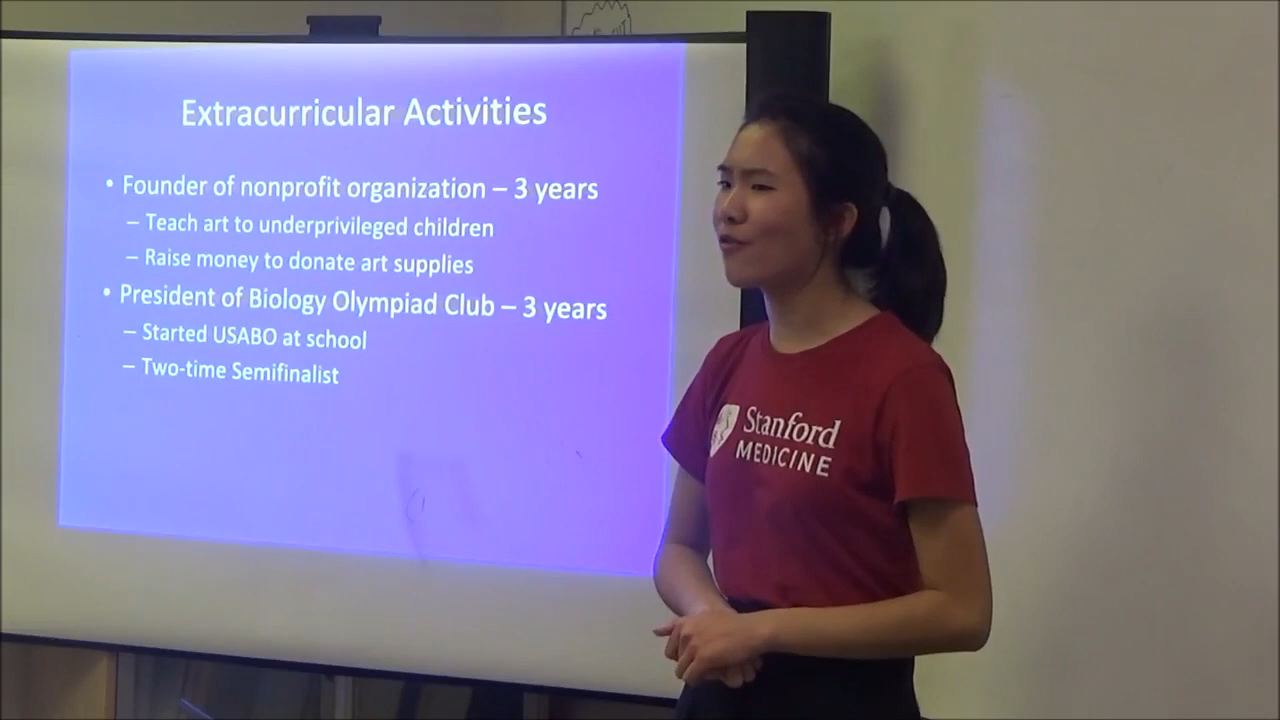 Extracurricular Activities
• Founder of nonprofit organization – 3 years
– Teach art to underprivileged children
– Raise money to donate art supplies
• President of Biology Olympiad Club – 3 years
– Started USABO at school
– Two-time Semifinalist
Stanford
MEDICINE